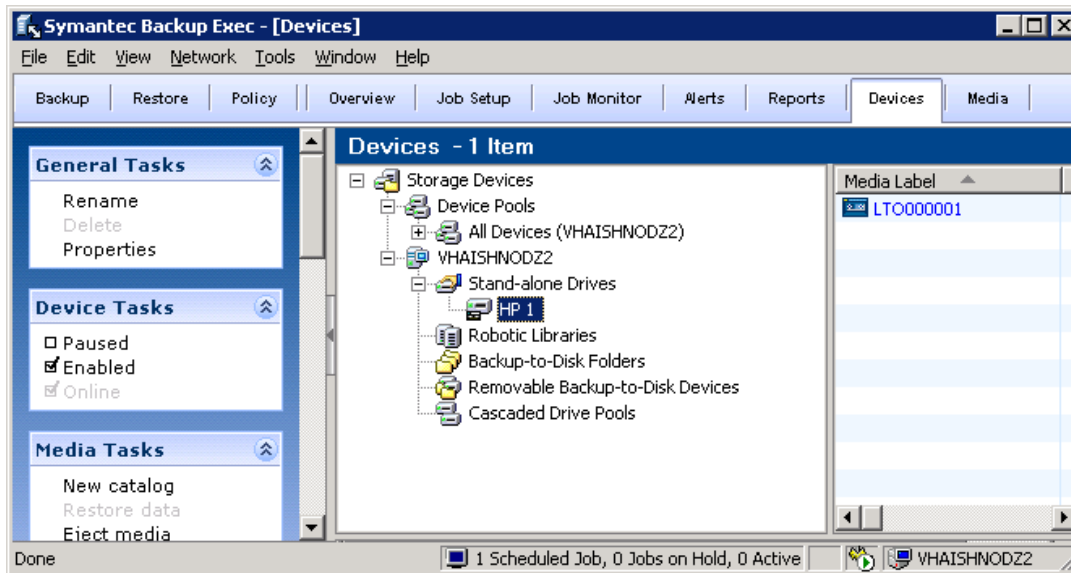 Symantec Backup Exec - [Devices]
File Edit View Network Tools Window Help
Backup Restore Policy Overview Job Setup Job Monitor Alerts Reports Devices Media
General Tasks
Rename
Delete
Properties
Device Tasks
Paused
Enabled
Online
Media Tasks
New catalog
Restore data
Eject media
Devices - 1 Item
Storage Devices
Device Pools
All Devices (VHAISHNODZ2)
VHAISHNODZ2
Stand-alone Drives
HP 1
Robotic Libraries
Backup-to-Disk Folders
Removable Backup-to-Disk Devices
Cascaded Drive Pools
Media Label
LTO000001
Done 1 Scheduled Job, 0 Jobs on Hold, 0 Active VHAISHNODZ2